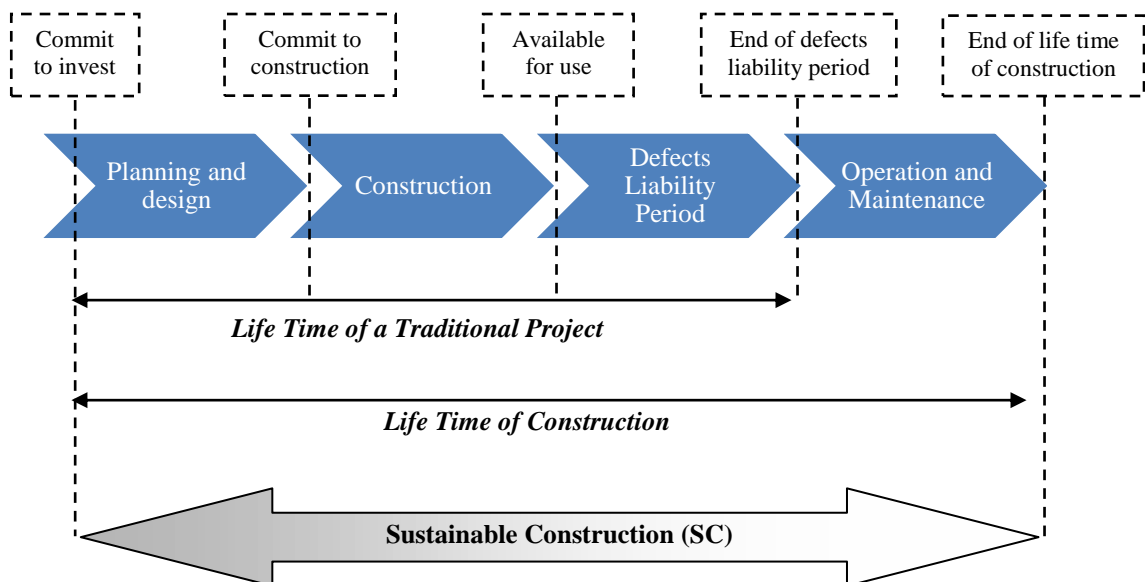 Commit
to invest
Commit to
construction
Available
for use
End of defects
liability period
End of life time
of construction
Planning and
design
Construction
Defects
Liability
Period
Operation and
Maintenance
Life Time of a Traditional Project
Life Time of Construction
Sustainable Construction (SC)